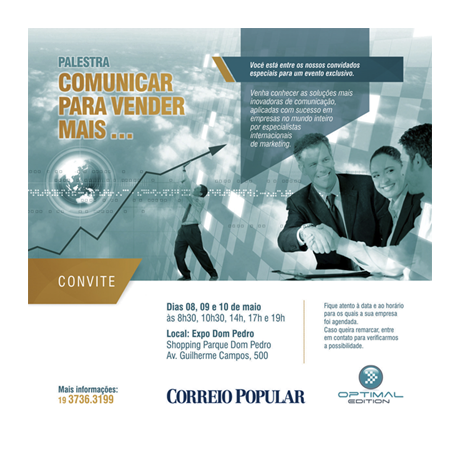 PALESTRA
COMUNICAR
PARA VENDER
MAIS ...
Você está entre os nossos convidados
especiais para um evento exclusivo.
Venha conhecer as soluções mais
inovadoras de comunicação,
aplicadas com sucesso em
empresas no mundo inteiro
por especialistas
internacionais
de marketing.
CONVITE
Dias 08, 09 e 10 de maio
às 8h30, 10h30, 14h, 17h e 19h
Local: Expo Dom Pedro
Shopping Parque Dom Pedro
Av. Guilherme Campos, 500
Fique atento à data e ao horário
para os quais a sua empresa
foi agendada.
Caso queira remarcar, entre
em contato para verificarmos
a possibilidade.
Mais informações:
19 3736.3199
CORREIO POPULAR
OPTIMAL
EDITION